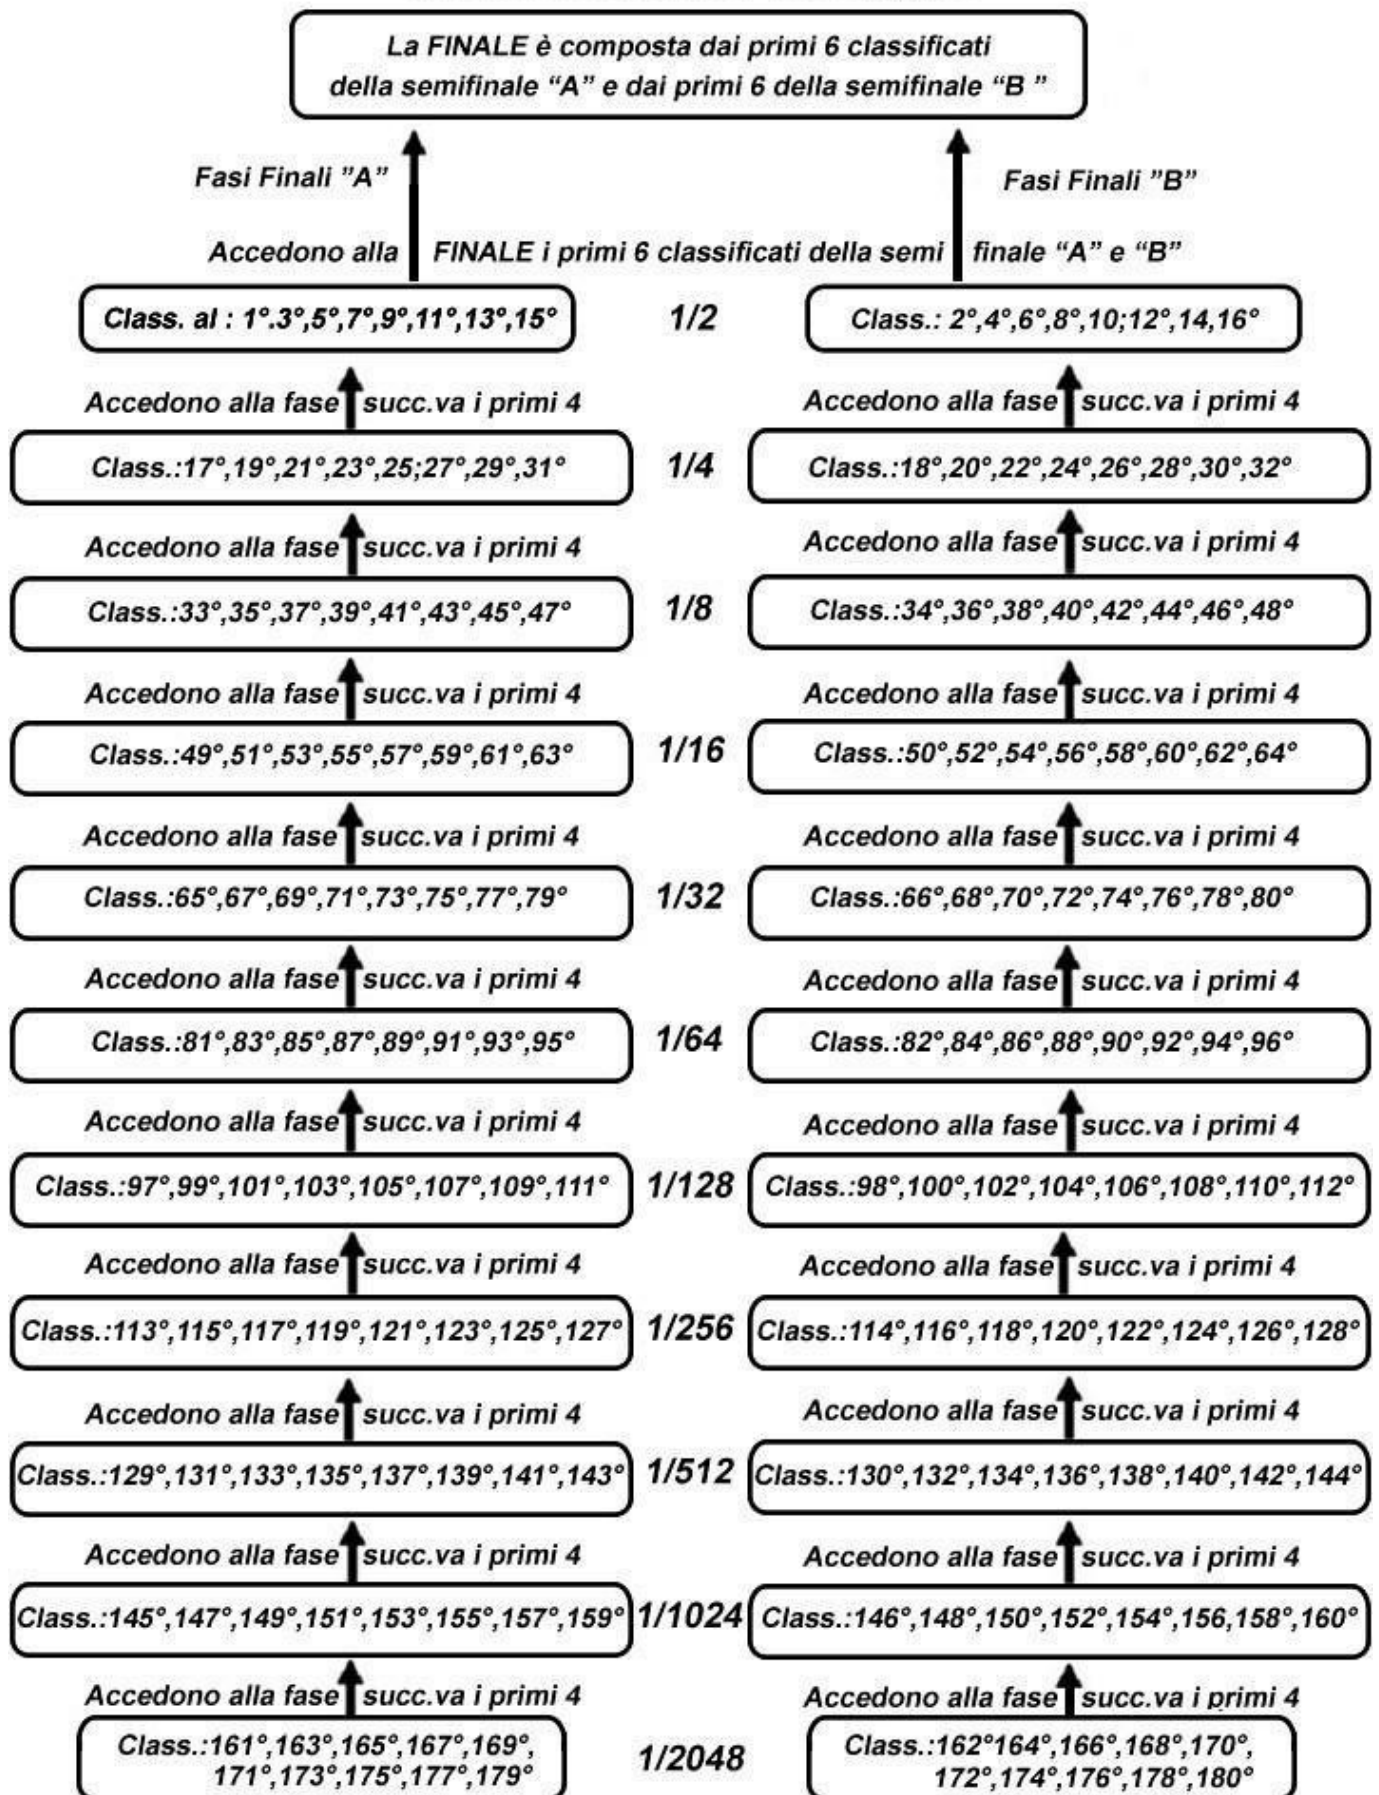 La FINALE è composta dai primi 6 classificati
della semifinale “A” e dai primi 6 della semifinale “B ”
Fasi Finali ”A”
Fasi Finali ”B”
Accedono alla FINALE i primi 6 classificati della semi finale “A” e “B”
Class. al : 1°.3°,5°,7°,9°,11°,13°,15°
1/2
Class.: 2°,4°,6°,8°,10;12°,14,16°
Accedono alla fase succ.va i primi 4
Accedono alla fase succ.va i primi 4
Class.:17°,19°,21°,23°,25;27°,29°,31°
1/4
Class.:18°,20°,22°,24°,26°,28°,30°,32°
Accedono alla fase succ.va i primi 4
Accedono alla fase succ.va i primi 4
Class.:33°,35°,37°,39°,41°,43°,45°,47°
1/8
Class.:34°,36°,38°,40°,42°,44°,46°,48°
Accedono alla fase succ.va i primi 4
Accedono alla fase succ.va i primi 4
Class.:49°,51°,53°,55°,57°,59°,61°,63°
1/16
Class.:50°,52°,54°,56°,58°,60°,62°,64°
Accedono alla fase succ.va i primi 4
Accedono alla fase succ.va i primi 4
Class.:65°,67°,69°,71°,73°,75°,77°,79°
1/32
Class.:66°,68°,70°,72°,74°,76°,78°,80°
Accedono alla fase succ.va i primi 4
Accedono alla fase succ.va i primi 4
Class.:81°,83°,85°,87°,89°,91°,93°,95°
1/64
Class.:82°,84°,86°,88°,90°,92°,94°,96°
Accedono alla fase succ.va i primi 4
Accedono alla fase succ.va i primi 4
Class.:97°,99°,101°,103°,105°,107°,109°,111°
1/128
Class.:98°,100°,102°,104°,106°,108°,110°,112°
Accedono alla fase succ.va i primi 4
Accedono alla fase succ.va i primi 4
Class.:113°,115°,117°,119°,121°,123°,125°,127°
1/256
Class.:114°,116°,118°,120°,122°,124°,126°,128°
Accedono alla fase succ.va i primi 4
Accedono alla fase succ.va i primi 4
Class.:129°,131°,133°,135°,137°,139°,141°,143°
1/512
Class.:130°,132°,134°,136°,138°,140°,142°,144°
Accedono alla fase succ.va i primi 4
Accedono alla fase succ.va i primi 4
Class.:145°,147°,149°,151°,153°,155°,157°,159°
1/1024
Class.:146°,148°,150°,152°,154°,156,158°,160°
Accedono alla fase succ.va i primi 4
Accedono alla fase succ.va i primi 4
Class.:161°,163°,165°,167°,169°,
171°,173°,175°,177°,179°
1/2048
Class.:162°164°,166°,168°,170°,
172°,174°,176°,178°,180°